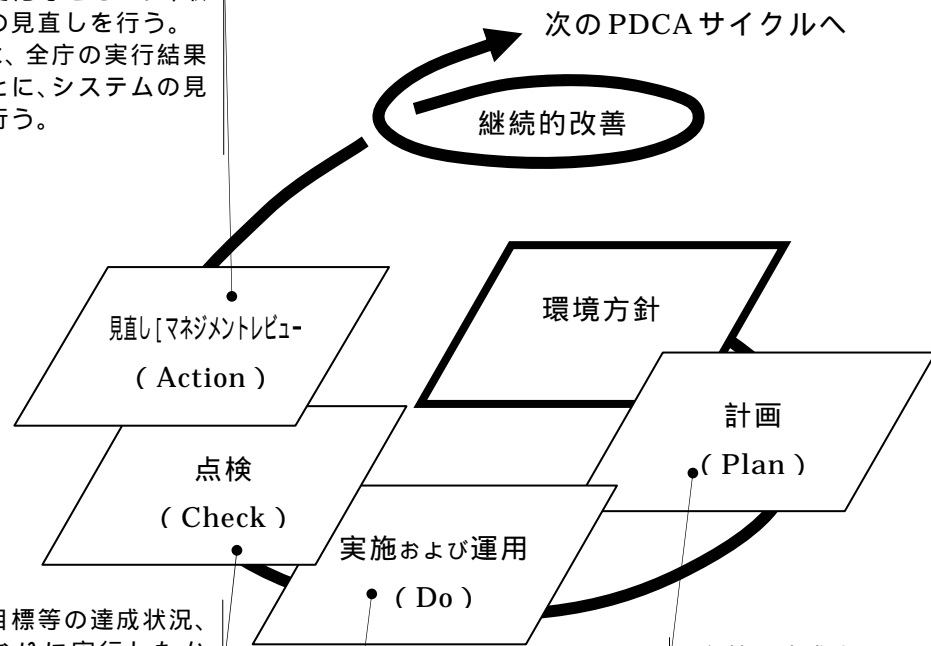 の見直しを行う。
、全庁の実行結果
とに、システムの見
行う。
次のPDCAサイクルへ
継続的改善
環境方針
見直し[マネジメントレビュー
(Action)
計画
(Plan)
点検
(Check)
実施および運用
(Do)
目標等の達成状況、